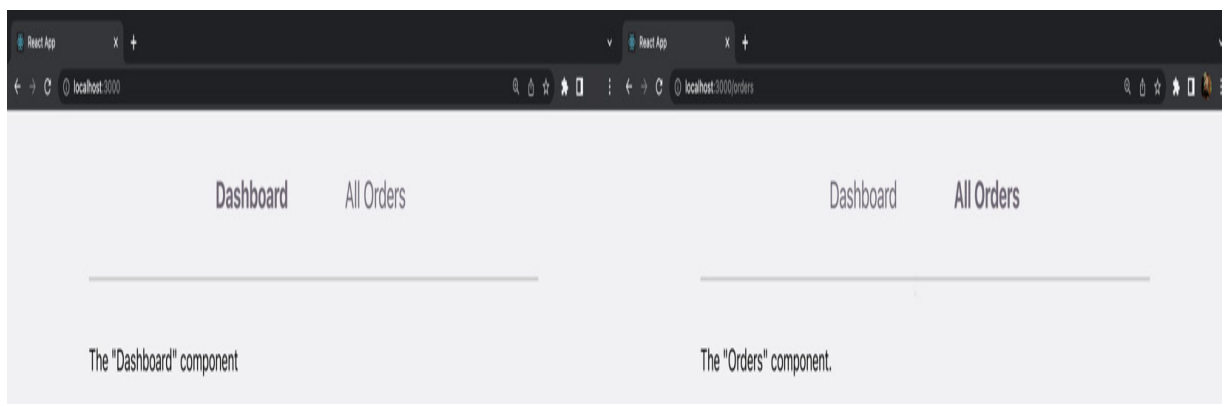 React App
localhost:3000
Dashboard All Orders
The "Dashboard" component
React App
localhost:3000/orders
Dashboard All Orders
The "Orders" component.